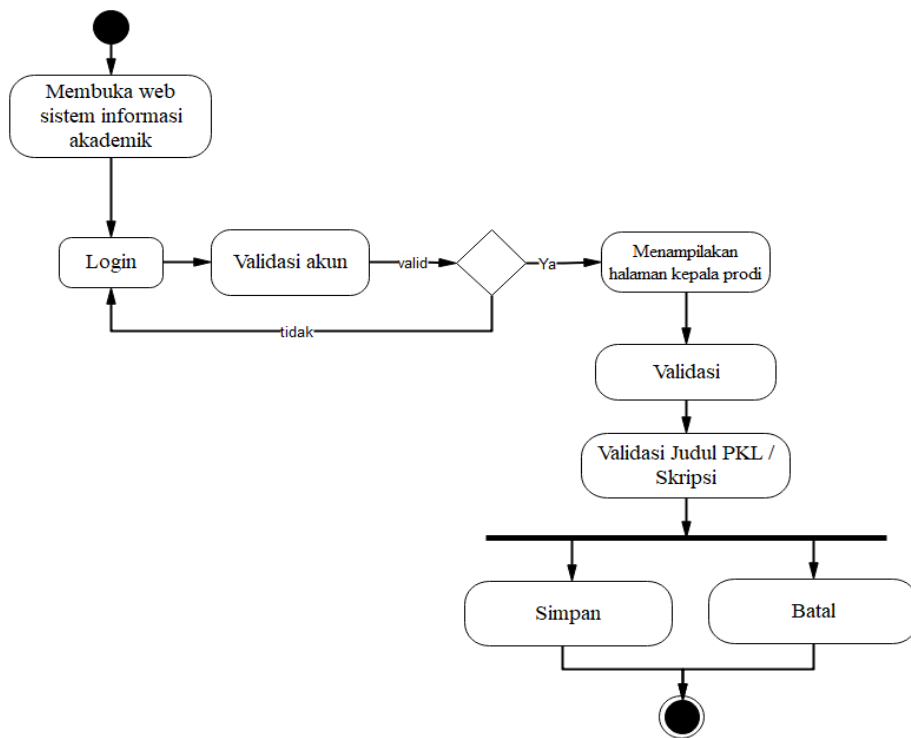 Membuka web
sistem informasi
akademik
Login
Validasi akun
valid
Ya
Menampilakan
halaman kepala prodi
tidak
Validasi
Validasi Judul PKL /
Skripsi
Simpan
Batal